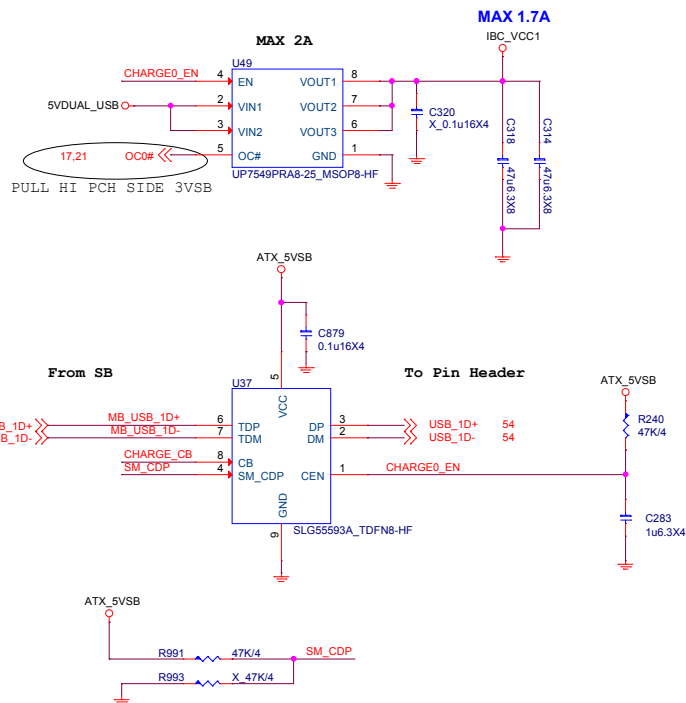 MAX 1.7A
MAX 2A
IBC_VCC1
U49
CHARGE0_EN 4 EN VOUT1 8
5VDUAL_USB 2 VIN1 VOUT2 7
3 VIN2 VOUT3 6
17,21 OC0# 5 OC# GND 1
UP7549PRA8-25_MSOP8-HF
PULL HI PCH SIDE 3VSB
C320
X_0.1u16X4
C318
47u6.3X8
C314
47u6.3X8
ATX_5VSB
C879
0.1u16X4
From SB
To Pin Header
U37
5
VCC
MB_USB_1D+ 6 TDP DP 3 USB_1D+ 54
MB_USB_1D- 7 TDM DM 2 USB_1D- 54
CHARGE_CB 8 CB
SM_CDP 4 SM_CDP CEN 1 CHARGE0_EN
GND
9
SLG55593A_TDFN8-HF
ATX_5VSB
R240
47K/4
C283
1u6.3X4
ATX_5VSB
R991 47K/4 SM_CDP
R993 X_47K/4